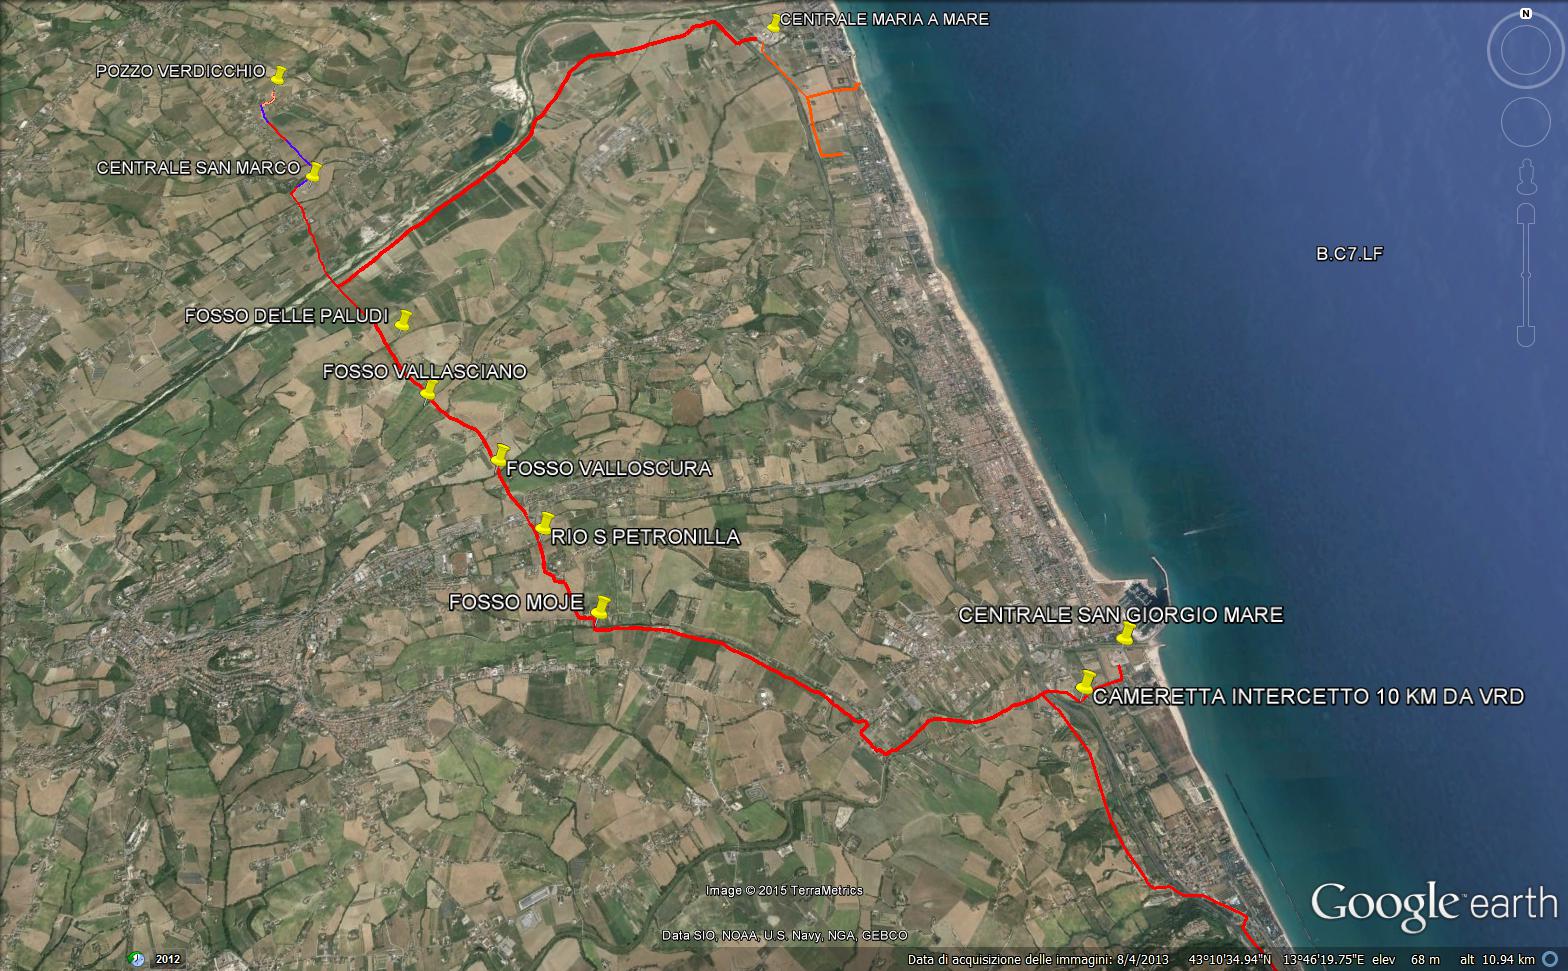 CENTRALE MARIA A MARE
N
POZZO VERDICCHIO
CENTRALE SAN MARCO
B.C7.LF
FOSSO DELLE PALUDI
FOSSO VALLASCIANO
FOSSO VALLOSCURA
RIO S PETRONILLA
FOSSO MOJE
CENTRALE SAN GIORGIO MARE
CAMERETTA INTERCETTO 10 KM DA VRD
Image © 2015 TerraMetrics
Google earth
Data SIO, NOAA, U.S. Navy, NGA, GEBCO
2012
Data di acquisizione delle immagini: 8/4/2013 43°10'34.94"N 13°46'19.75"E elev 68 m alt 10.94 km